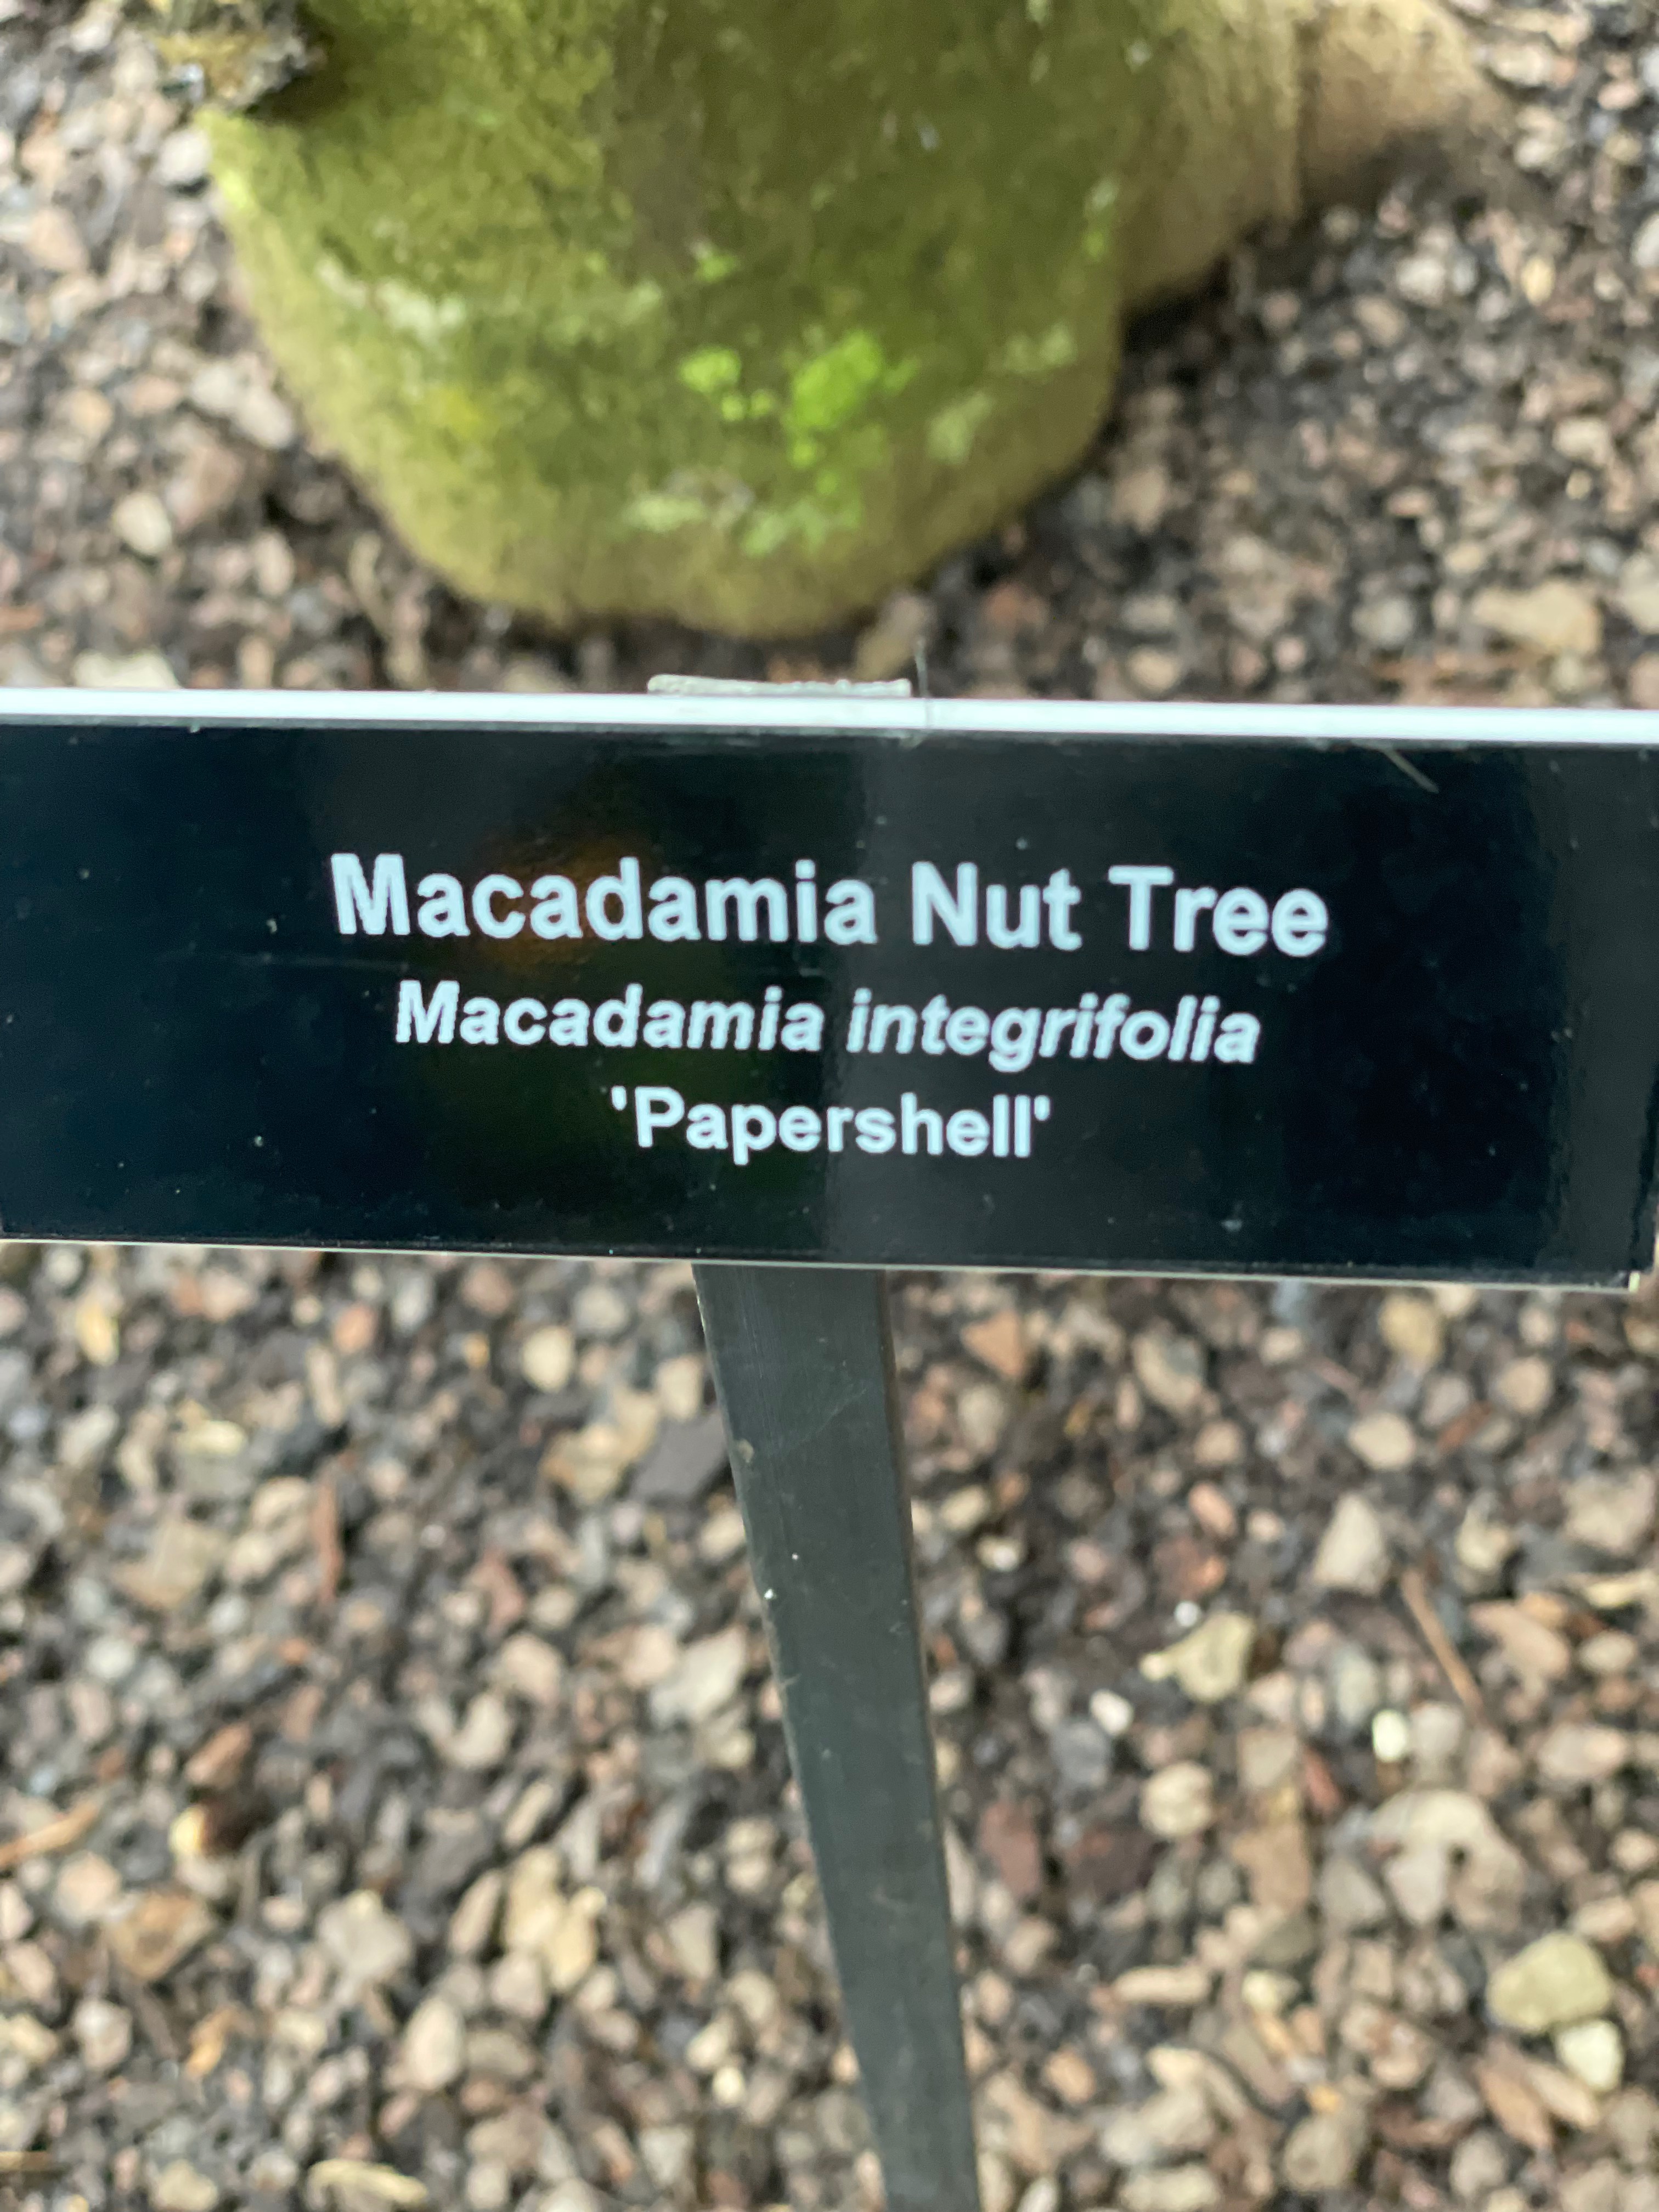 Macadamia Nut Tree
Macadamia integrifolia
'Papershell'